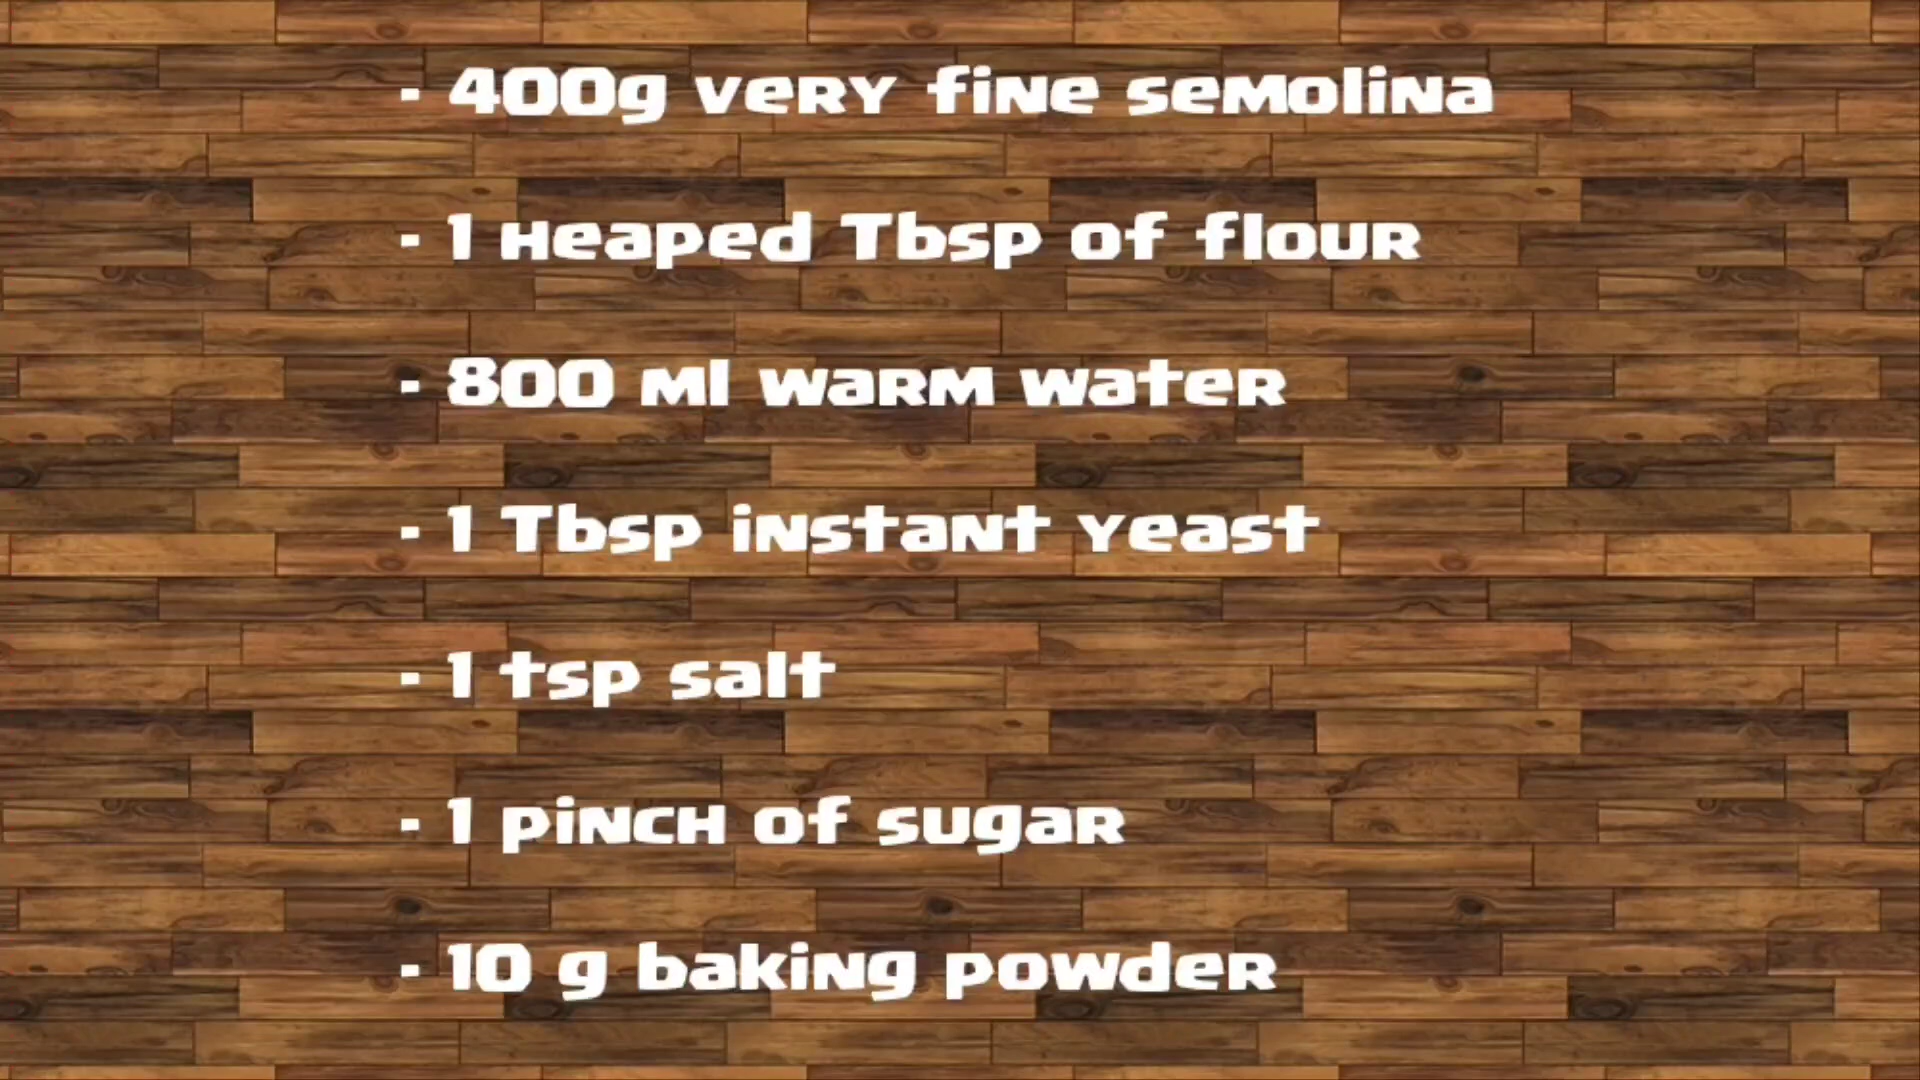 - 400g very fine semolina
- 1 heaped Tbsp of flour
- 800 ml warm water
- 1 Tbsp instant yeast
- 1 tsp salt
- 1 pinch of sugar
- 10 g baking powder